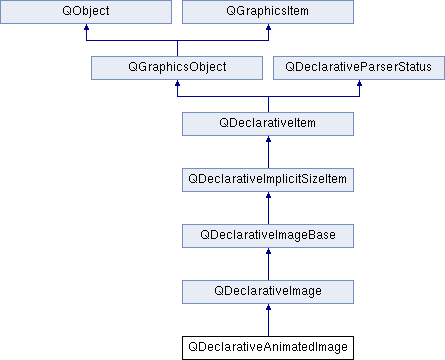 QObject
QGraphicsItem
QGraphicsObject
QDeclarativeParserStatus
QDeclarativeItem
QDeclarativeImplicitSizeItem
QDeclarativeImageBase
QDeclarativeImage
QDeclarativeAnimatedImage